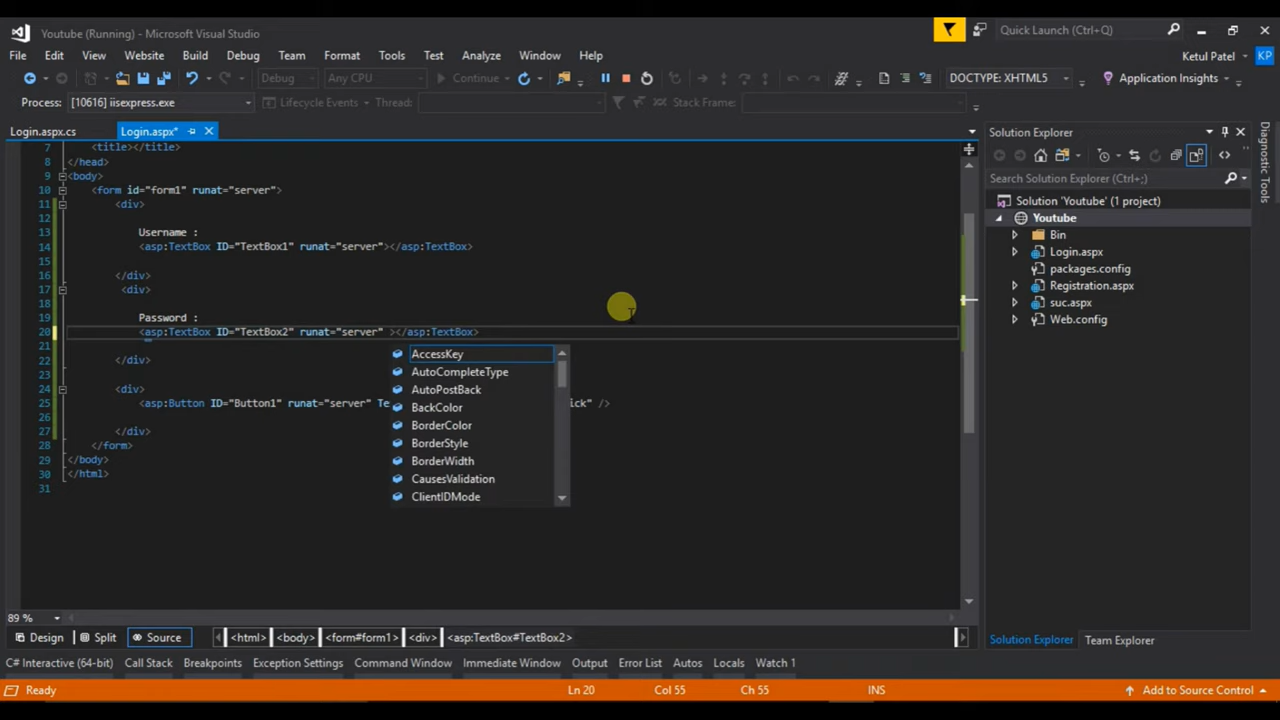 Youtube (Running) - Microsoft Visual Studio
Quick Launch (Ctrl+Q)
File Edit View Website Build Debug Team Format Tools Test Analyze Window Help
Ketul Patel KP
Debug Any CPU Continue DOCTYPE: XHTML5 Application Insights
Process: [10616] iisexpress.exe Lifecycle Events Thread: Stack Frame:
Login.aspx.cs Login.aspx*
Solution Explorer
Search Solution Explorer (Ctrl+;)
Solution 'Youtube' (1 project)
Youtube
Bin
Login.aspx
packages.config
Registration.aspx
suc.aspx
Web.config
Diagnostic Tools
7 <title></title>
8 </head>
9 <body>
10 <form id="form1" runat="server">
11 <div>
12
13 Username :
14 <asp:TextBox ID="TextBox1" runat="server"></asp:TextBox>
15
16 </div>
17 <div>
18
19 Password :
20 <asp:TextBox ID="TextBox2" runat="server" ></asp:TextBox>
21
22 </div>
23
24 <div>
25 <asp:Button ID="Button1" runat="server" Te ick" />
26
27 </div>
28 </form>
29 </body>
30 </html>
31
AccessKey
AutoCompleteType
AutoPostBack
BackColor
BorderColor
BorderStyle
BorderWidth
CausesValidation
ClientIDMode
89 %
Design Split Source <html> <body> <form#form1> <div> <asp:TextBox#TextBox2>
Solution Explorer Team Explorer
C# Interactive (64-bit) Call Stack Breakpoints Exception Settings Command Window Immediate Window Output Error List Autos Locals Watch 1
Ready Ln 20 Col 55 Ch 55 INS Add to Source Control